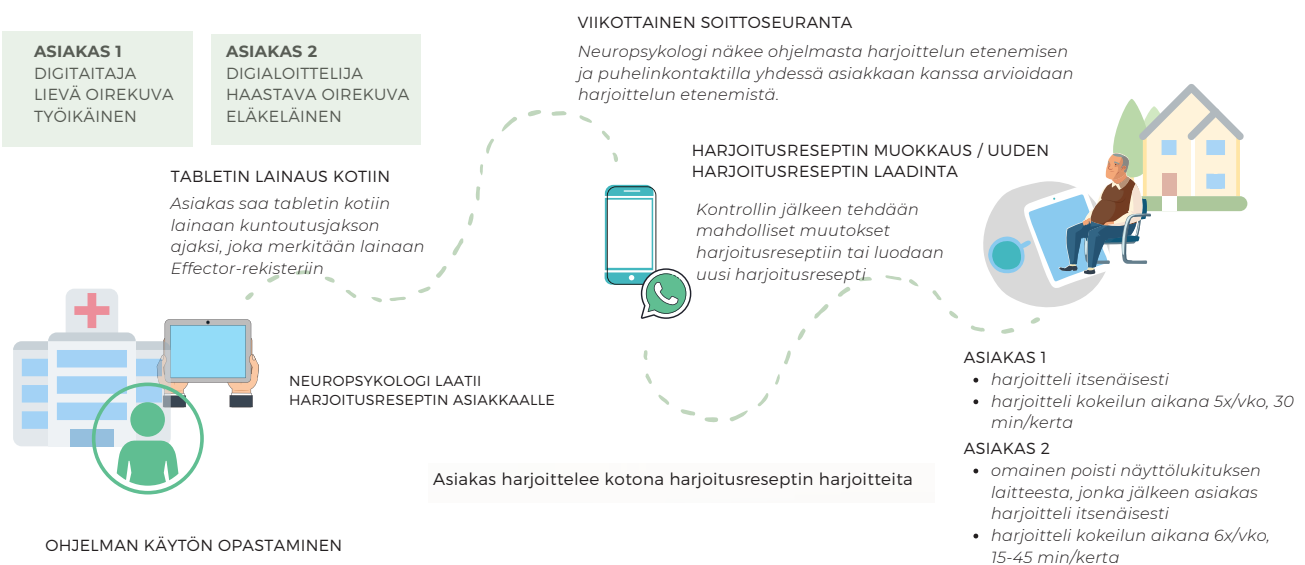 ASIAKAS 1
DIGITAITAJA
LIEVÄ OIREKUVA
TYÖIKÄINEN
ASIAKAS 2
DIGIALOITTELIJA
HAASTAVA OIREKUVA
ELÄKELÄINEN
TABLETIN LAINAUS KOTIIN
Asiakas saa tabletin kotiin
lainaan kuntoutusjakson
ajaksi, joka merkitään lainaan
Effector-rekisteriin
VIIKOTTAINEN SOITTOSEURANTA
Neuropsykologi näkee ohjelmasta harjoittelun etenemisen
ja puhelinkontaktilla yhdessä asiakkaan kanssa arvioidaan
harjoittelun etenemistä.
HARJOITUSRESEPTIN MUOKKAUS / UUDEN
HARJOITUSRESEPTIN LAADINTA
Kontrollin jälkeen tehdään
mahdolliset muutokset
harjoitusreseptiin tai luodaan
uusi harjoitusresepti
NEUROPSYKOLOGI LAATII
HARJOITUSRESEPTIN ASIAKKAALLE
Asiakas harjoittelee kotona harjoitusreseptin harjoitteita
OHJELMAN KÄYTÖN OPASTAMINEN
ASIAKAS 1
• harjoitteli itsenäisesti
• harjoitteli kokeilun aikana 5x/vko, 30
min/kerta
ASIAKAS 2
• omainen poisti näyttölukituksen
laitteesta, jonka jälkeen asiakas
harjoitteli itsenäisesti
• harjoitteli kokeilun aikana 6x/vko,
15-45 min/kerta